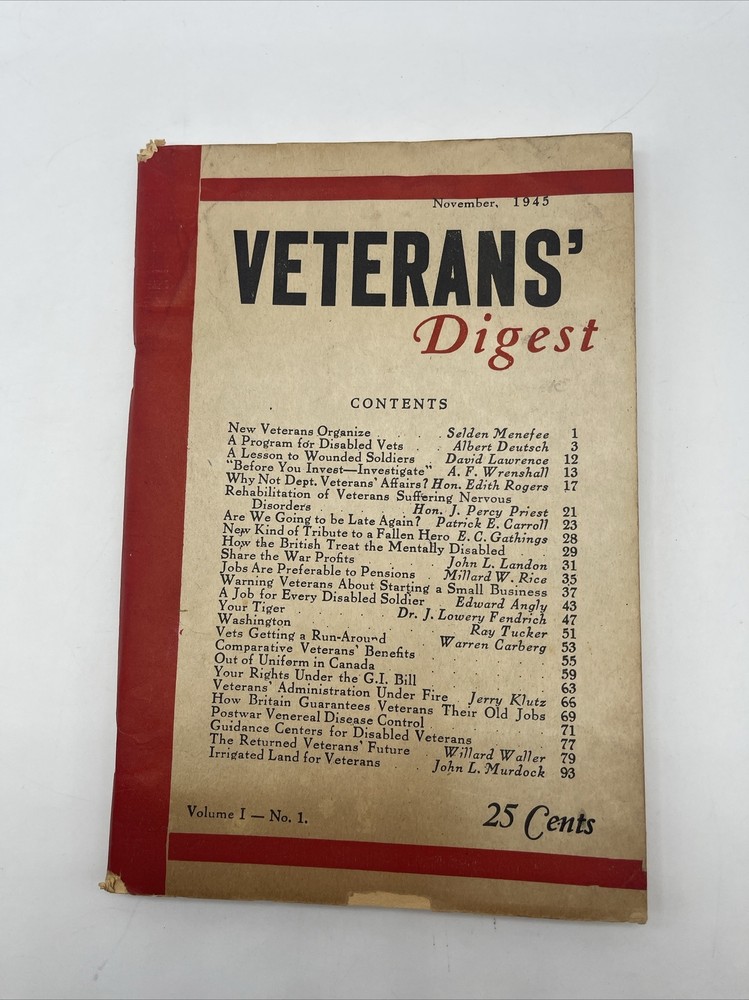 November, 1945
VETERANS'
Digest
CONTENTS
New Veterans Organize . . Selden Menefee 1
A Program for Disabled Vets . . Albert Deutsch 3
A Lesson to Wounded Soldiers . David Lawrence 12
"Before You Invest—Investigate" A. F. Wrenshall 13
Why Not Dept. Veterans' Affairs? Hon. Edith Rogers 17
Rehabilitation of Veterans Suffering Nervous
Disorders . . . . Hon. J. Percy Priest 21
Are We Going to be Late Again? Patrick E. Carroll 23
New Kind of Tribute to a Fallen Hero E. C. Gathings 28
How the British Treat the Mentally Disabled . 29
Share the War Profits . . . John L. Landon 31
Jobs Are Preferable to Pensions . Millard W. Rice 35
Warning Veterans About Starting a Small Business 37
A Job for Every Disabled Soldier . Edward Angly 43
Your Tiger . . . . Dr. J. Lowery Fendrich 47
Washington . . . . . Ray Tucker 51
Vets Getting a Run-Around . . Warren Carberg 53
Comparative Veterans' Benefits . . . . 55
Out of Uniform in Canada . . . . . 59
Your Rights Under the G.I. Bill . . . . 63
Veterans' Administration Under Fire Jerry Klutz 66
How Britain Guarantees Veterans Their Old Jobs 69
Postwar Venereal Disease Control . . . . 71
Guidance Centers for Disabled Veterans . . 77
The Returned Veterans' Future . Willard Waller 79
Irrigated Land for Veterans . . John L. Murdock 93
Volume I — No. 1.
25 Cents